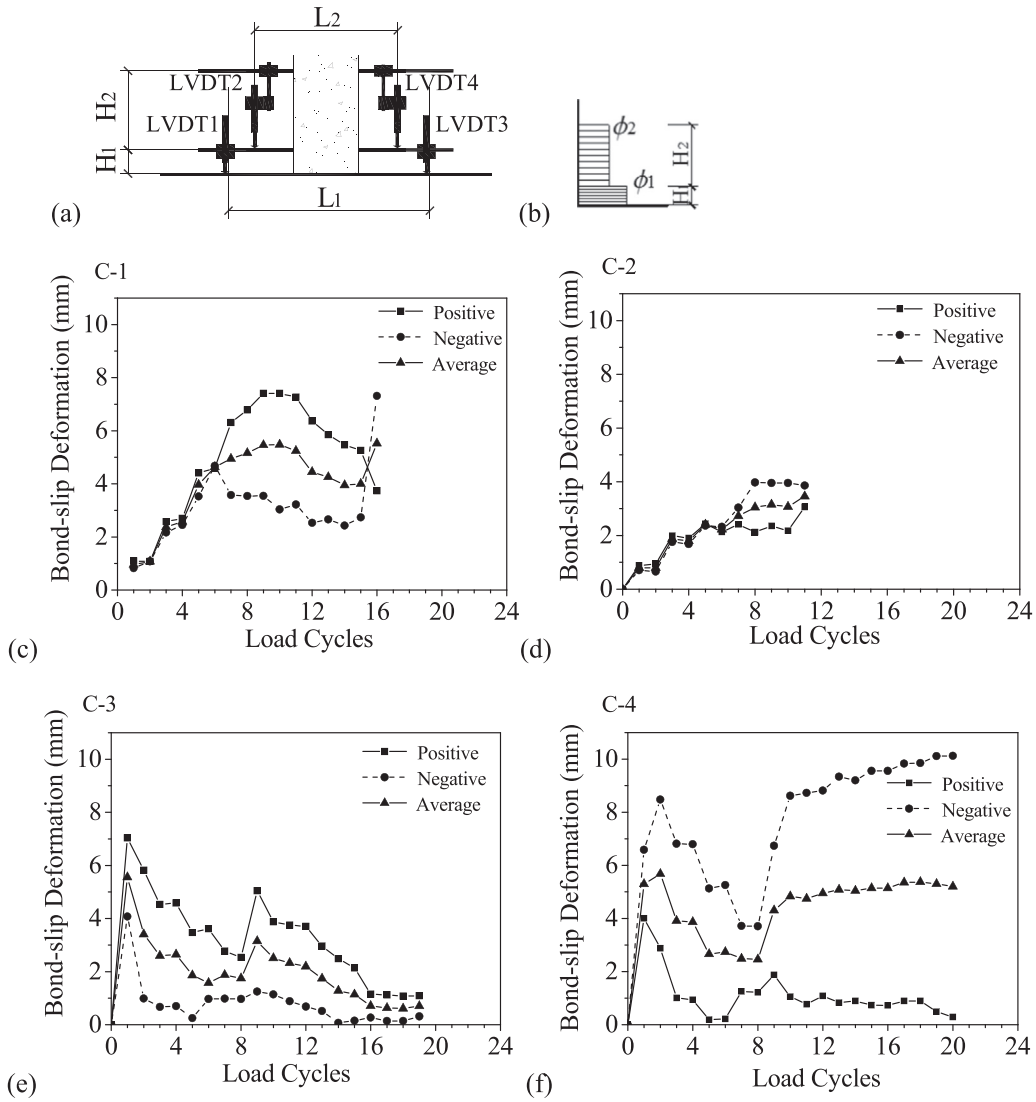 L2
LVDT2
LVDT4
H2
LVDT1
LVDT3
H1
L1
(a)
ϕ2
H2
ϕ1
H1
(b)
C-1
Bond-slip Deformation (mm)
10
8
6
4
2
0
Positive
Negative
Average
0 4 8 12 16 20 24
Load Cycles
(c)
C-2
Bond-slip Deformation (mm)
10
8
6
4
2
0
Positive
Negative
Average
0 4 8 12 16 20 24
Load Cycles
(d)
C-3
Bond-slip Deformation (mm)
10
8
6
4
2
0
Positive
Negative
Average
0 4 8 12 16 20 24
Load Cycles
(e)
C-4
Bond-slip Deformation (mm)
10
8
6
4
2
0
Positive
Negative
Average
0 4 8 12 16 20 24
Load Cycles
(f)